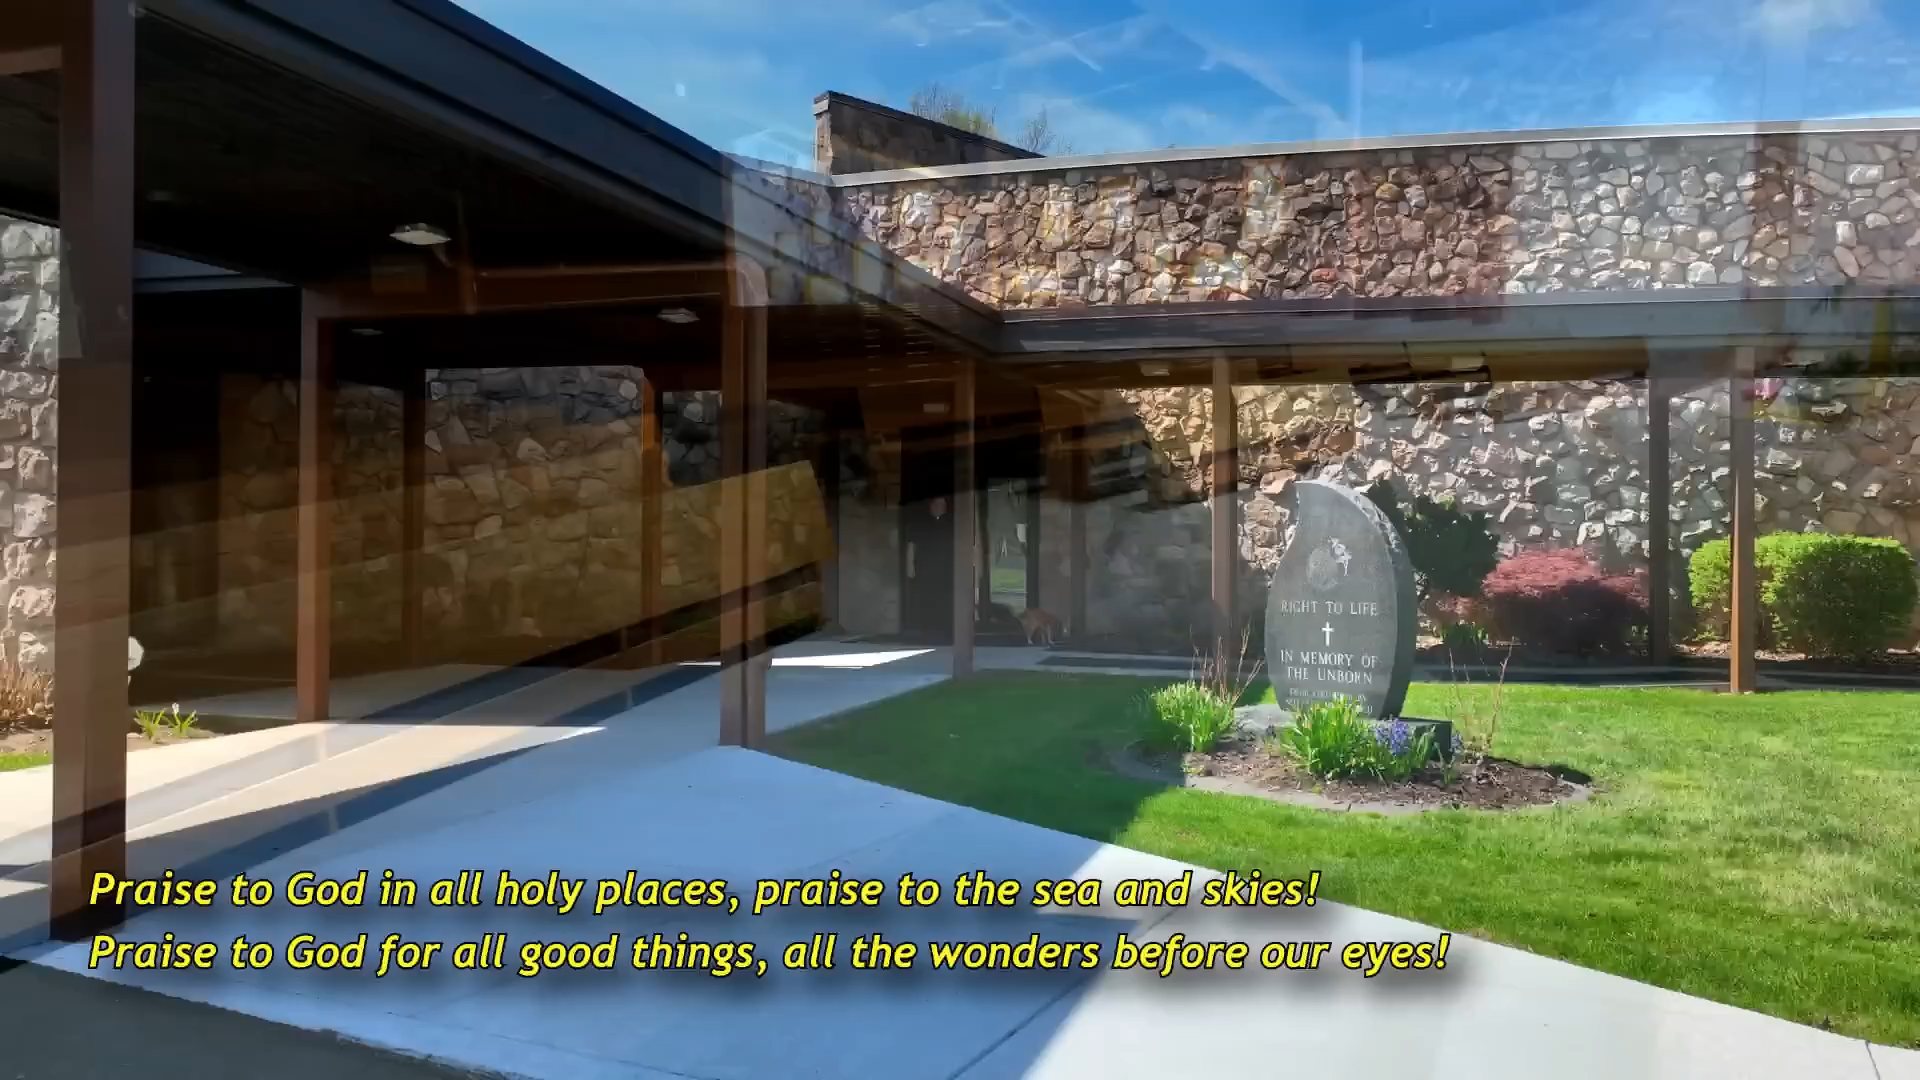 RIGHT TO LIFE
IN MEMORY OF
THE UNBORN
Praise to God in all holy places, praise to the sea and skies!
Praise to God for all good things, all the wonders before our eyes!